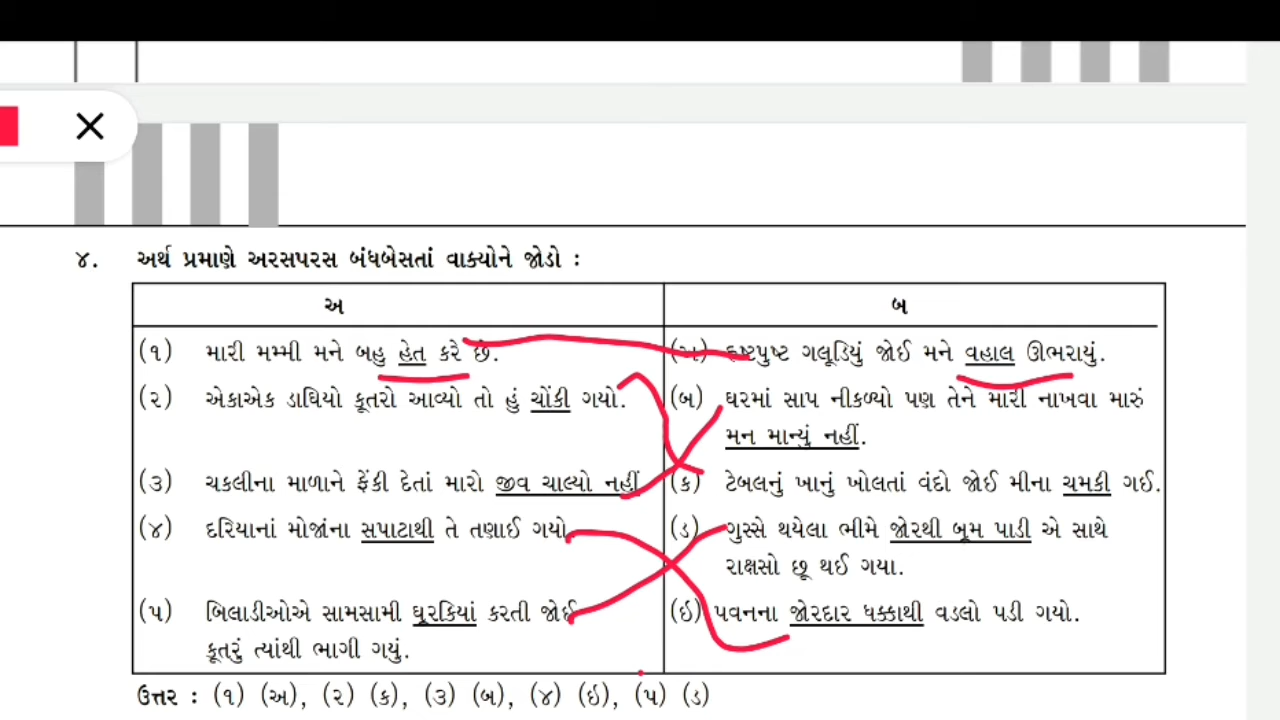 ૪. અર્થ પ્રમાણે અરસપરસ બંધબેસતાં વાક્યોને જોડો :
અ બ
(૧) મારી મમ્મી મને બહુ હેત કરે છે. (અ) હૃષ્ટપુષ્ટ ગલૂડિયું જોઈ મને વહાલ ઊભરાયું.
(૨) એકાએક ડાઘિયો કૂતરો આવ્યો તો હું ચોંકી ગયો. (બ) ઘરમાં સાપ નીકળ્યો પણ તેને મારી નાખવા મારું
મન માન્યું નહીં.
(૩) ચકલીના માળાને ફેંકી દેતાં મારો જીવ ચાલ્યો નહીં (ક) ટેબલનું ખાનું ખોલતાં વંદો જોઈ મીના ચમકી ગઈ.
(૪) દરિયાનાં મોજાંના સપાટાથી તે તણાઈ ગયો. (ડ) ગુસ્સે થયેલા ભીમે જોરથી બૂમ પાડી એ સાથે
રાક્ષસો છૂ થઈ ગયા.
(૫) બિલાડીઓએ સામસામી ઘૂરકિયાં કરતી જોઈ (ઈ) પવનના જોરદાર ધક્કાથી વડલો પડી ગયો.
કૂતરું ત્યાંથી ભાગી ગયું.
ઉત્તર : (૧) (અ), (૨) (ક), (૩) (બ), (૪) (ઇ), (૫) (ડ)